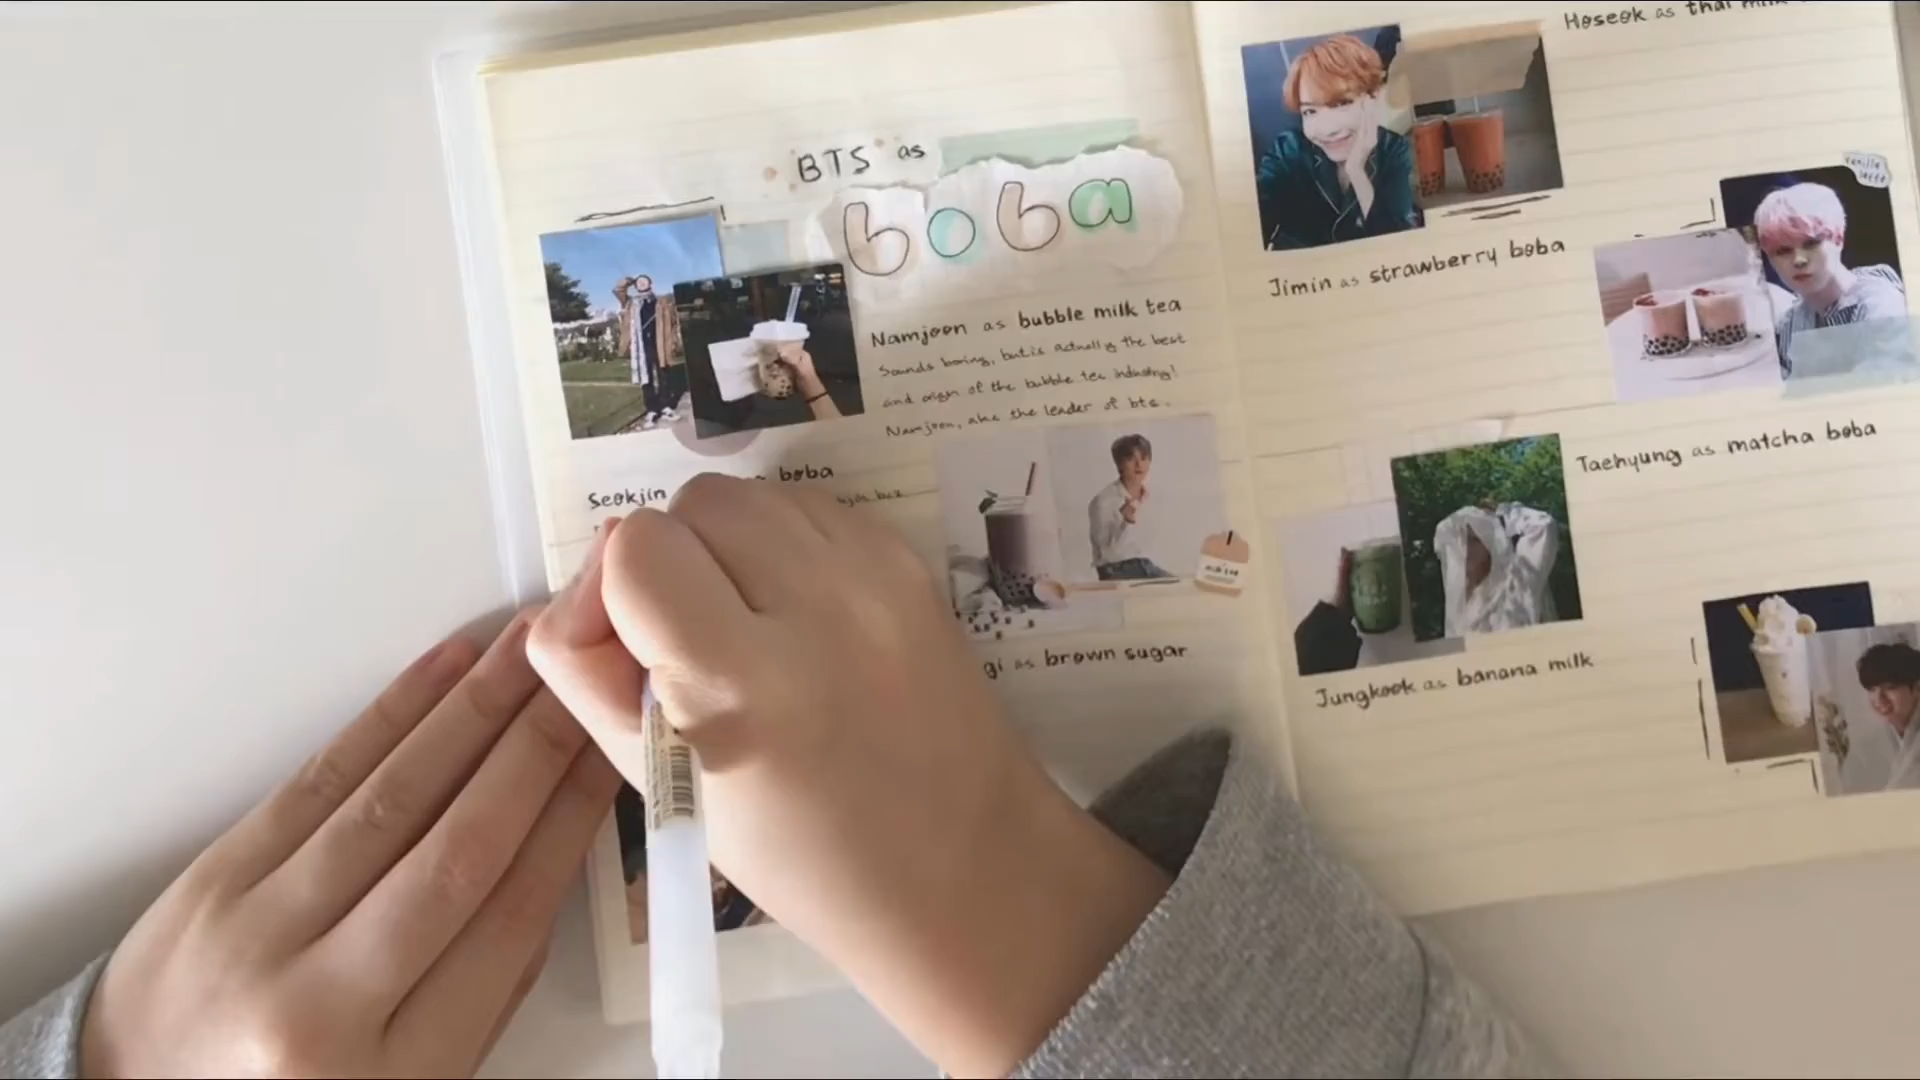 BTS as
boba
Namjoon as bubble milk tea
Sounds boring, but is actually the best
and origin of the bubble tea industry!
Namjoon, aka the leader of bts.
Seokjin boba
gi as brown sugar
Hoseok as thai milk
Jimin as strawberry boba
vanilla
latte
Taehyung as matcha boba
Jungkook as banana milk